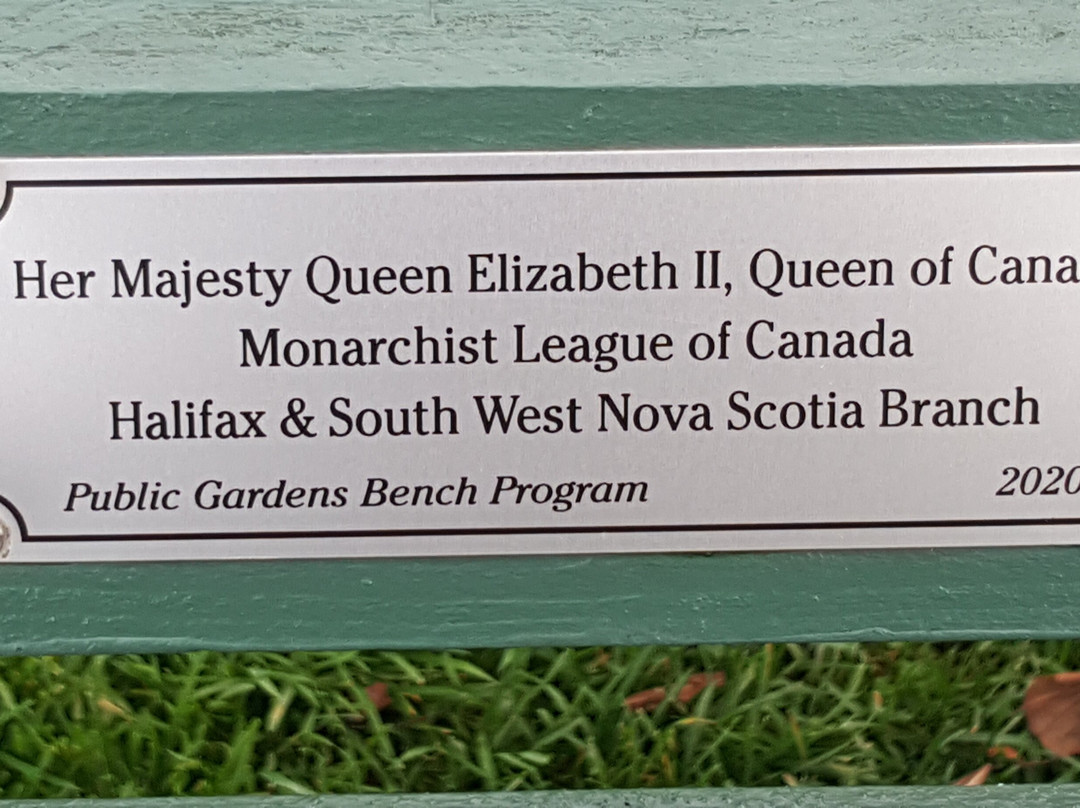 Her Majesty Queen Elizabeth II, Queen of Cana
Monarchist League of Canada
Halifax & South West Nova Scotia Branch
Public Gardens Bench Program 2020